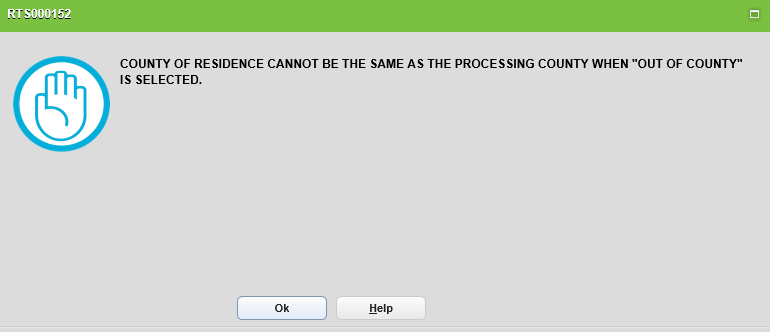 RTS000152
COUNTY OF RESIDENCE CANNOT BE THE SAME AS THE PROCESSING COUNTY WHEN "OUT OF COUNTY"
IS SELECTED.
Ok
Help